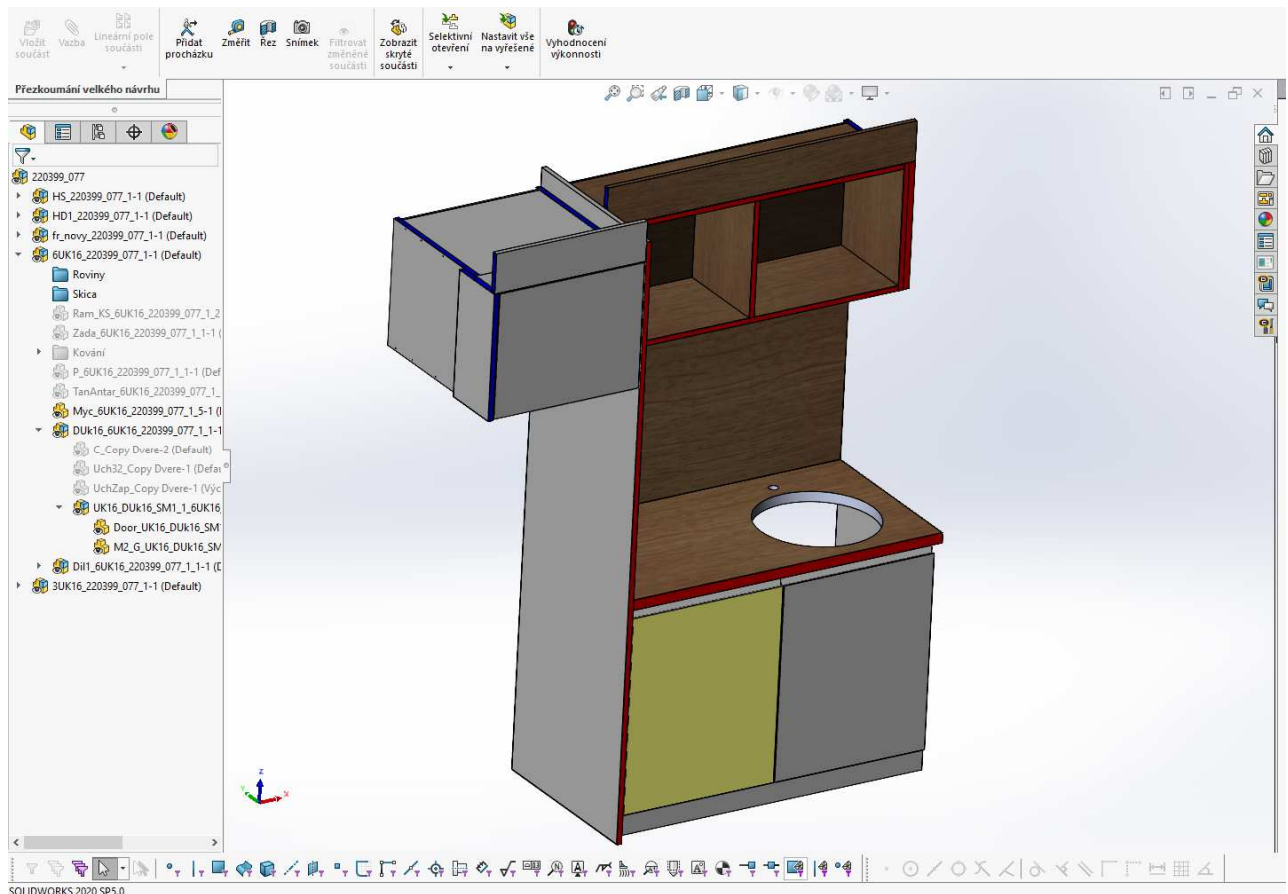 Vložit součást
Vazba
Lineární pole součásti
Přidat procházku
Změřit
Řez
Snímek
Filtrovat změněné součásti
Zobrazit skryté součásti
Selektivní otevření
Nastavit vše na vyřešené
Vyhodnocení výkonnosti
Přezkoumání velkého návrhu
220399_077
HS_220399_077_1-1 (Default)
HD1_220399_077_1-1 (Default)
fr_novy_220399_077_1-1 (Default)
6UK16_220399_077_1-1 (Default)
Roviny
Skica
Ram_KS_6UK16_220399_077_1_2
Zada_6UK16_220399_077_1_1-1 (
Kování
P_6UK16_220399_077_1_1-1 (Def
TanAntar_6UK16_220399_077_1_
Myc_6UK16_220399_077_1_5-1 (
DUk16_6UK16_220399_077_1_1-1
C_Copy Dvere-2 (Default)
Uch32_Copy Dvere-1 (Defau
UchZap_Copy Dvere-1 (Výc
UK16_DUk16_SM1_1_6UK16_
Door_UK16_DUk16_SM
M2_G_UK16_DUk16_SM
Dil1_6UK16_220399_077_1_1-1 (
3UK16_220399_077_1-1 (Default)
Z
Y
X
SOLIDWORKS 2020 SP5.0